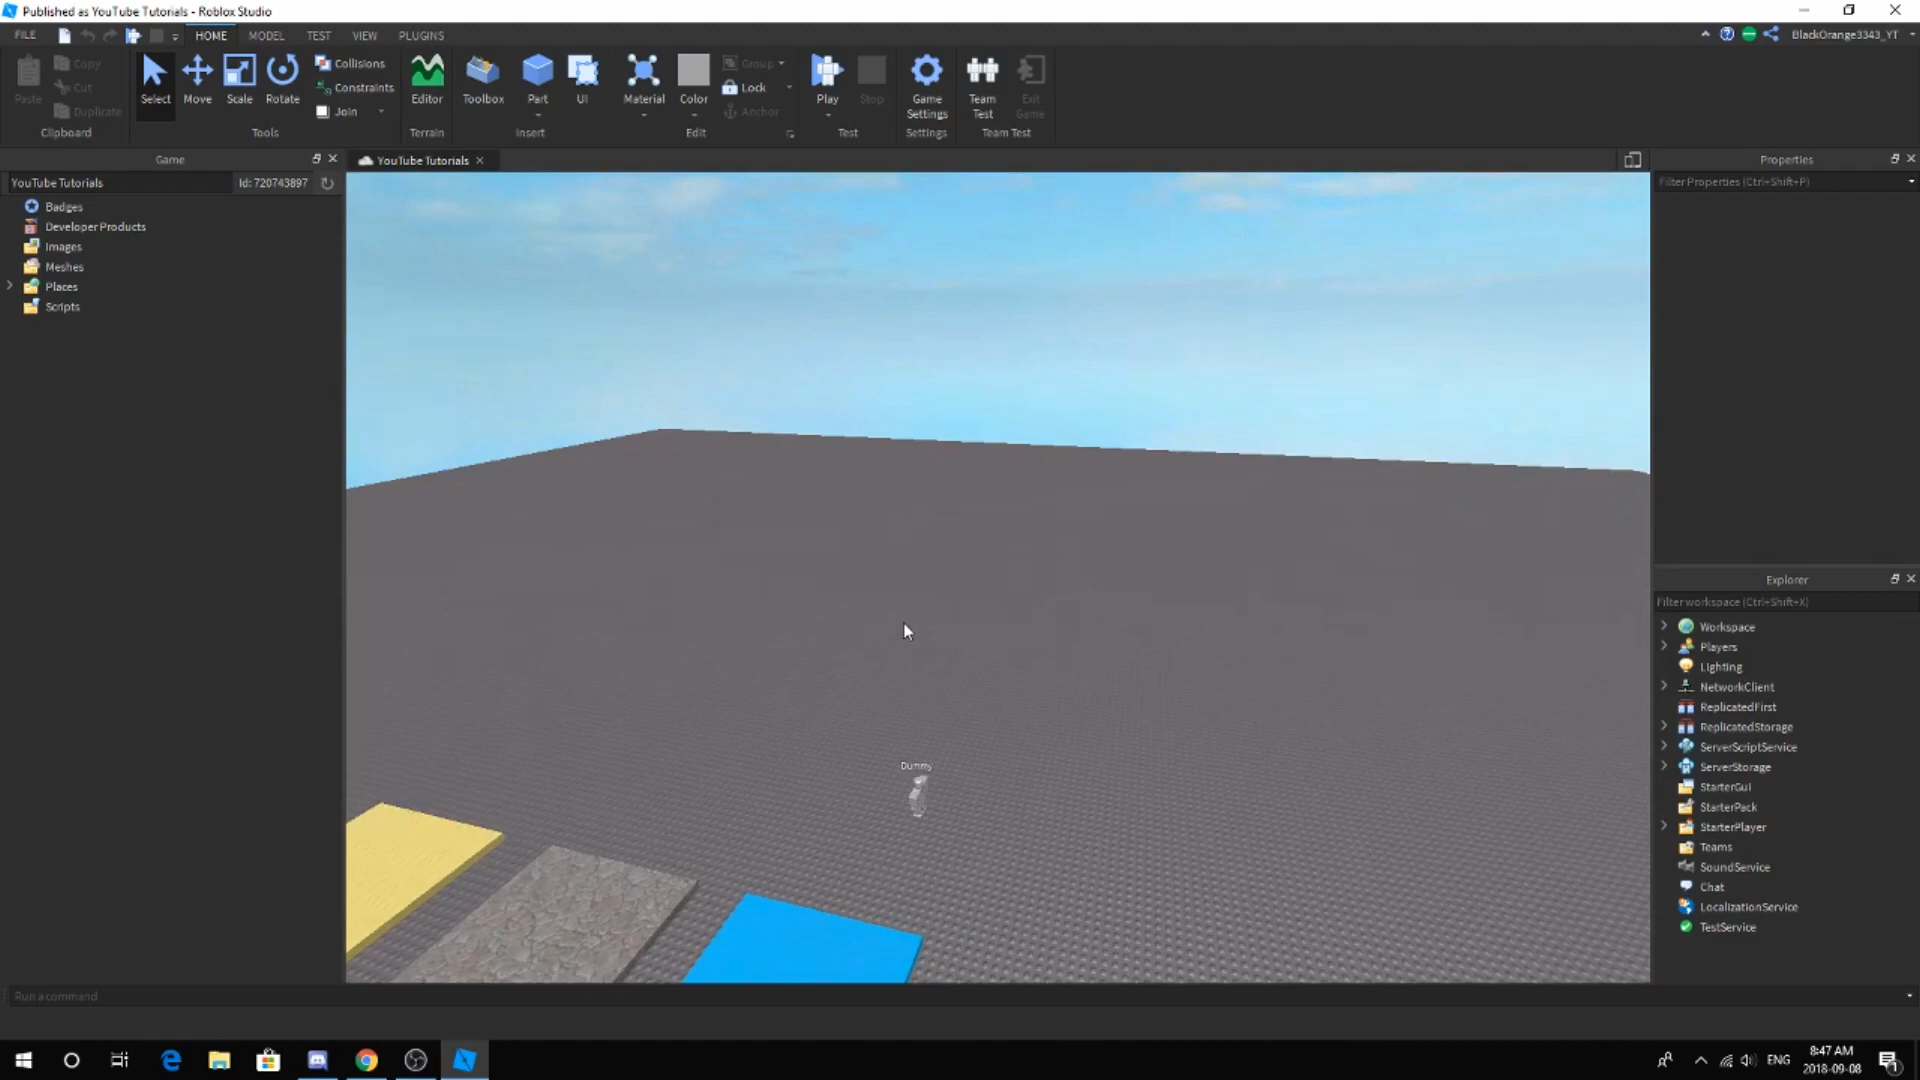 Published as YouTube Tutorials - Roblox Studio
FILE HOME MODEL TEST VIEW PLUGINS BlackOrange3343_YT
Paste Copy Cut Duplicate Clipboard
Select Move Scale Rotate Collisions Constraints Join Tools
Editor Terrain
Toolbox Part UI Insert
Material Color Group Lock Anchor Edit
Play Stop Test
Game Settings Settings
Team Test Exit Game Team Test
Game
YouTube Tutorials Id: 720743897
Badges
Developer Products
Images
Meshes
Places
Scripts
YouTube Tutorials
Dummy
Properties
Filter Properties (Ctrl+Shift+P)
Explorer
Filter workspace (Ctrl+Shift+X)
Workspace
Players
Lighting
NetworkClient
ReplicatedFirst
ReplicatedStorage
ServerScriptService
ServerStorage
StarterGui
StarterPack
StarterPlayer
Teams
SoundService
Chat
LocalizationService
TestService
Run a command
ENG
8:47 AM
2018-09-08
1